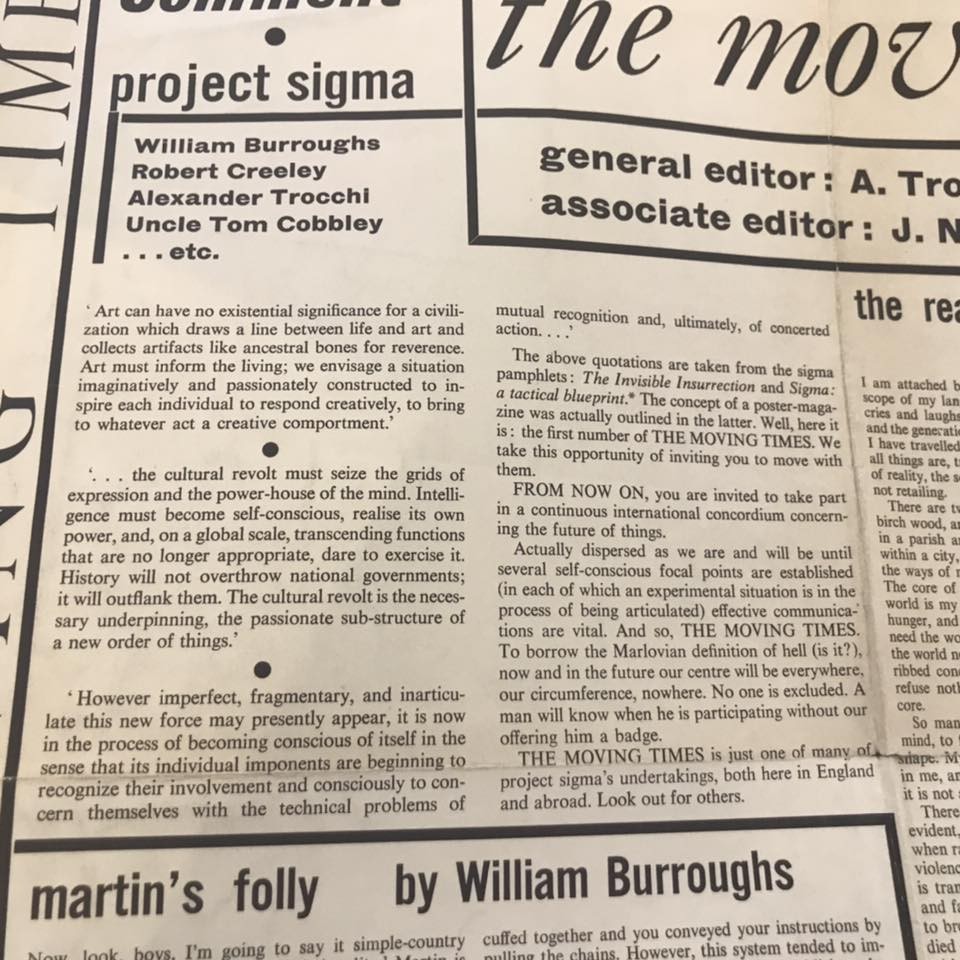 comment
project sigma
William Burroughs
Robert Creeley
Alexander Trocchi
Uncle Tom Cobbley
. . . etc.
the mov
general editor : A. Tro
associate editor : J. N
‘ Art can have no existential significance for a civili-
zation which draws a line between life and art and
collects artifacts like ancestral bones for reverence.
Art must inform the living; we envisage a situation
imaginatively and passionately constructed to in-
spire each individual to respond creatively, to bring
to whatever act a creative comportment.’
‘. . . the cultural revolt must seize the grids of
expression and the power-house of the mind. Intelli-
gence must become self-conscious, realise its own
power, and, on a global scale, transcending functions
that are no longer appropriate, dare to exercise it.
History will not overthrow national governments;
it will outflank them. The cultural revolt is the neces-
sary underpinning, the passionate sub-structure of
a new order of things.’
‘ However imperfect, fragmentary, and inarticu-
late this new force may presently appear, it is now
in the process of becoming conscious of itself in the
sense that its individual imponents are beginning to
recognize their involvement and consciously to con-
cern themselves with the technical problems of
mutual recognition and, ultimately, of concerted
action. . . .’
The above quotations are taken from the sigma
pamphlets : The Invisible Insurrection and Sigma:
a tactical blueprint.* The concept of a poster-maga-
zine was actually outlined in the latter. Well, here it
is : the first number of THE MOVING TIMES. We
take this opportunity of inviting you to move with
them.
FROM NOW ON, you are invited to take part
in a continuous international concordium concern-
ing the future of things.
Actually dispersed as we are and will be until
several self-conscious focal points are established
(in each of which an experimental situation is in the
process of being articulated) effective communica-
tions are vital. And so, THE MOVING TIMES.
To borrow the Marlovian definition of hell (is it?),
now and in the future our centre will be everywhere,
our circumference, nowhere. No one is excluded. A
man will know when he is participating without our
offering him a badge.
THE MOVING TIMES is just one of many of
project sigma’s undertakings, both here in England
and abroad. Look out for others.
the rea
I am attached b
scope of my lan
cries and laughs
and the generatio
I have travelled
all things are, t
of reality, the s
not retailing.
There are tw
birch wood, an
in a parish a
within a city,
the ways of r
The core of
world is my
hunger, and
need the wo
the world n
ribbed con
refuse noth
core.
So man
mind, to
shape. M
in me, an
it is not
There
evident,
when ra
violenc
is tran
and fa
to br
died
martin’s folly by William Burroughs
Now look, boys, I’m going to say it simple-country
Martin is
cuffed together and you conveyed your instructions by
pulling the chains. However, this system tended to im-
NG TIME